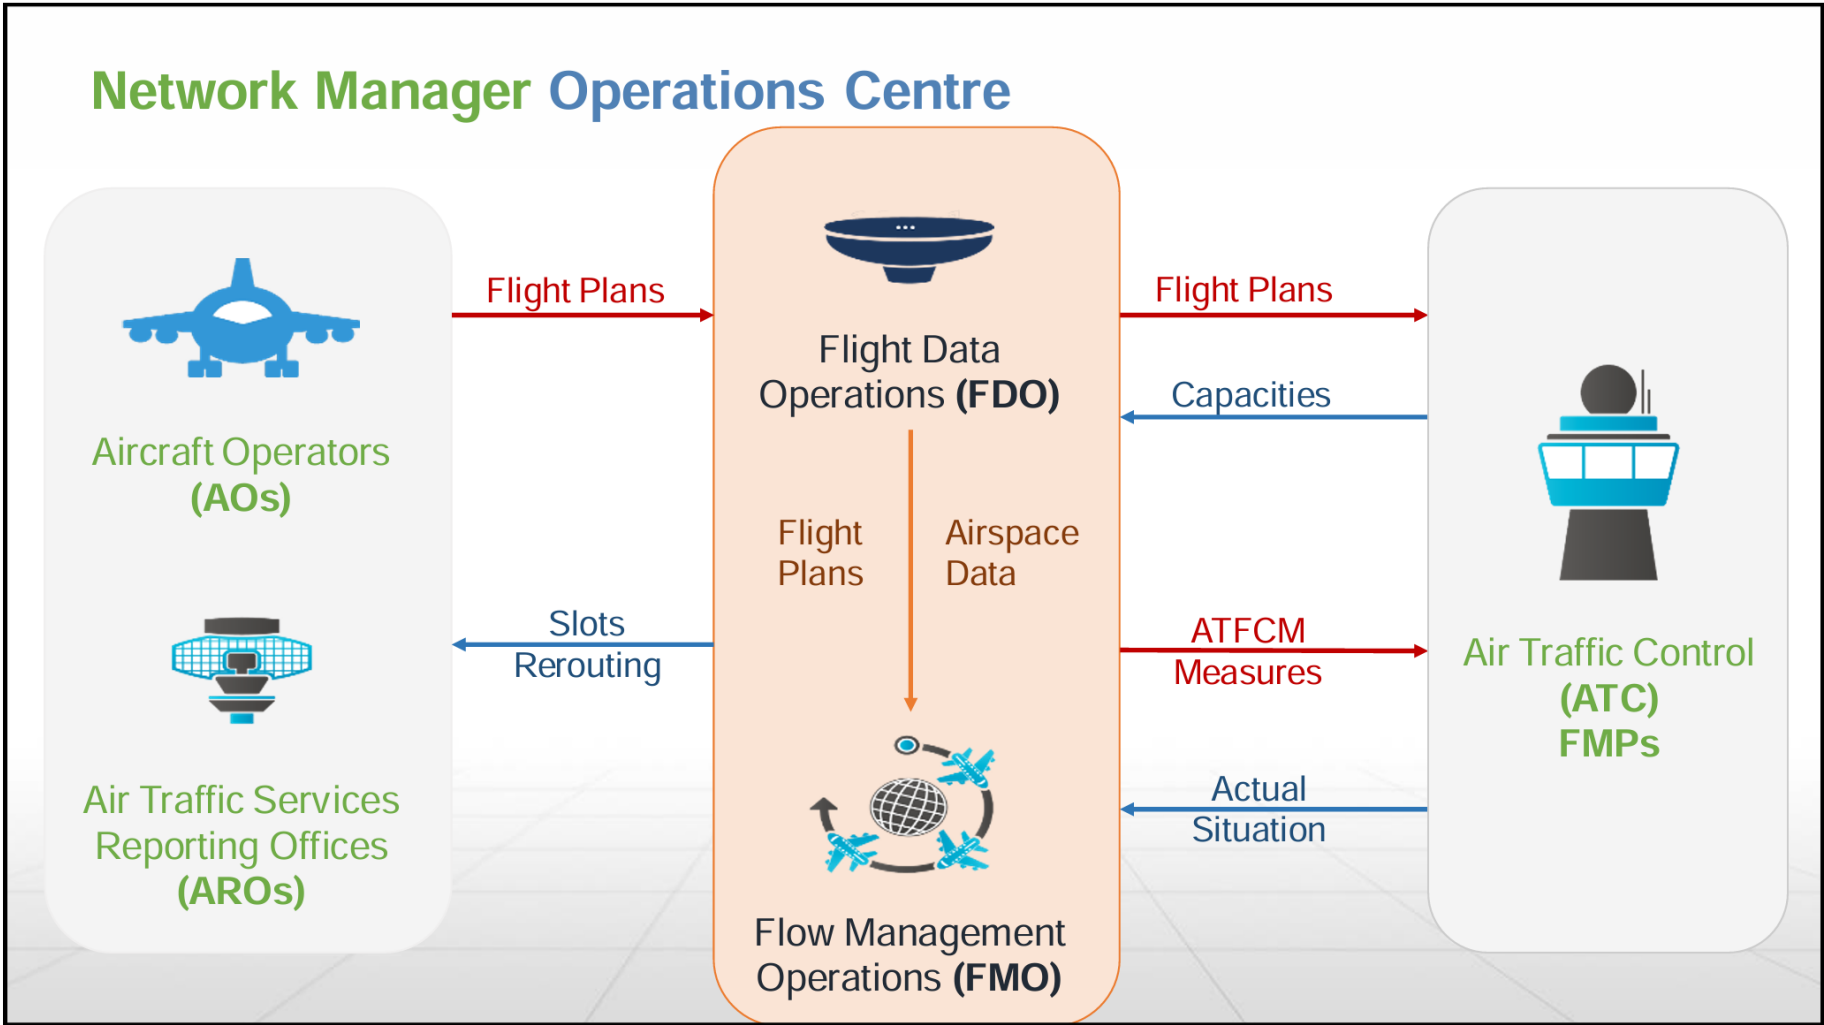 Network Manager Operations Centre
Aircraft Operators
(AOs)
Air Traffic Services
Reporting Offices
(AROs)
Flight Plans
Slots
Rerouting
Flight Data
Operations (FDO)
Flight
Plans
Airspace
Data
Flow Management
Operations (FMO)
Flight Plans
Capacities
ATFCM
Measures
Actual
Situation
Air Traffic Control
(ATC)
FMPs